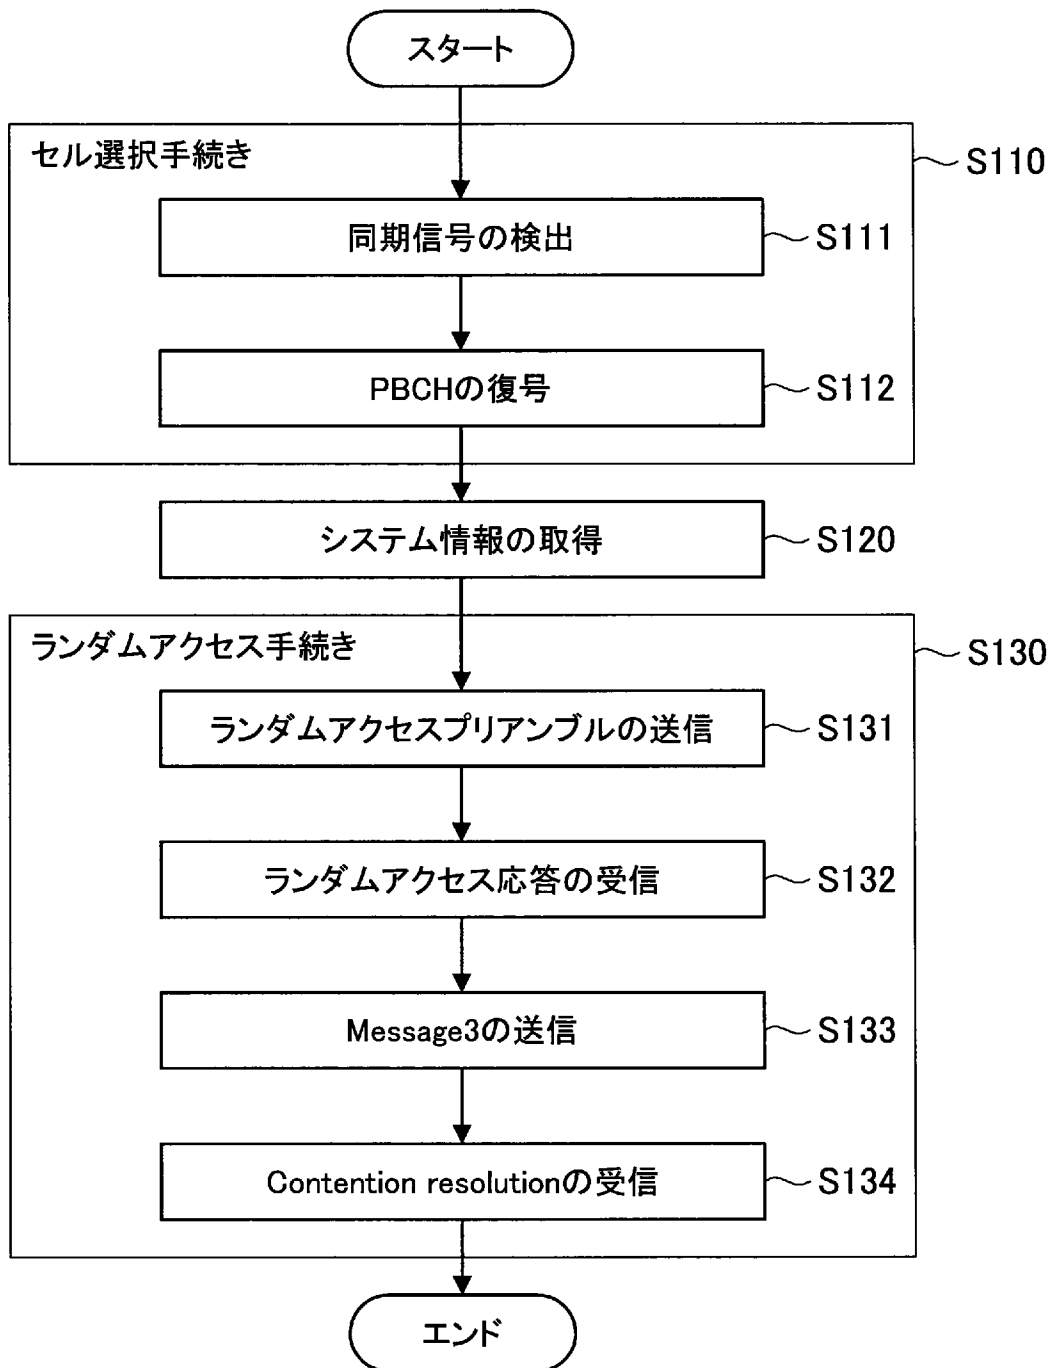 スタート
セル選択手続き
S110
同期信号の検出
S111
PBCHの復号
S112
システム情報の取得
S120
ランダムアクセス手続き
S130
ランダムアクセスプリアンブルの送信
S131
ランダムアクセス応答の受信
S132
Message3の送信
S133
Contention resolutionの受信
S134
エンド